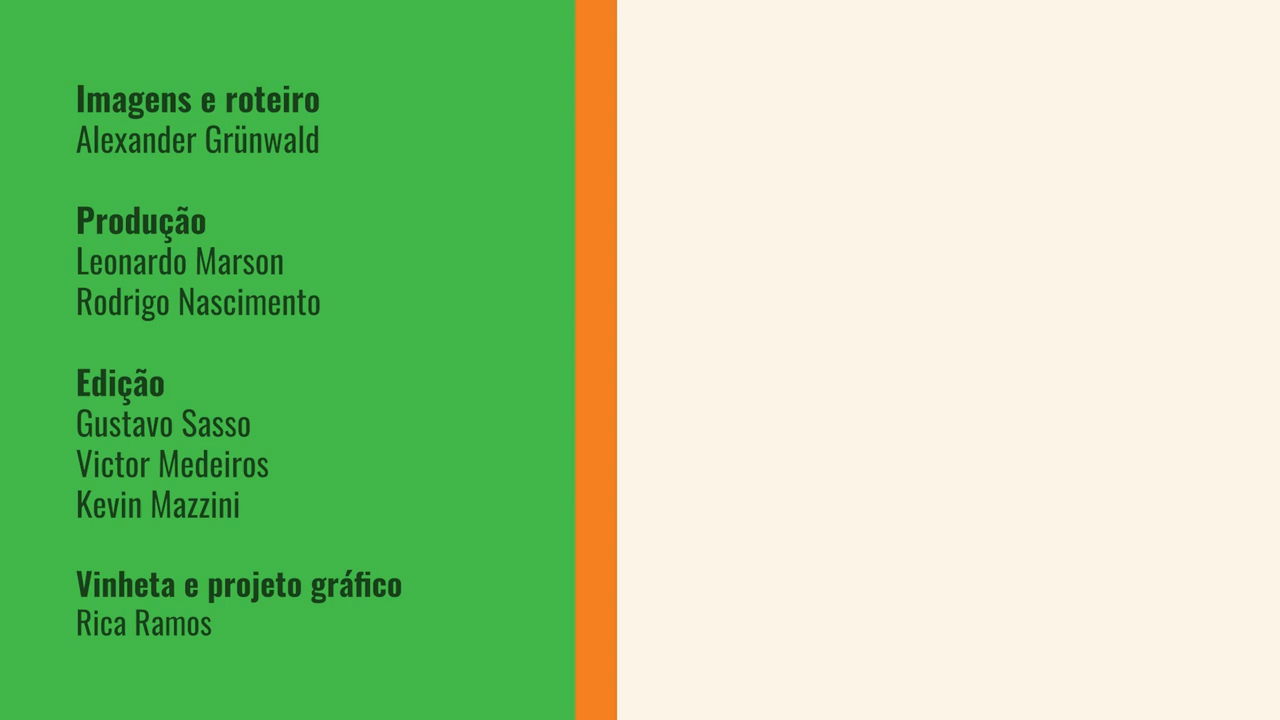 Imagens e roteiro
Alexander Grünwald
Produção
Leonardo Marson
Rodrigo Nascimento
Edição
Gustavo Sasso
Victor Medeiros
Kevin Mazzini
Vinheta e projeto gráfico
Rica Ramos